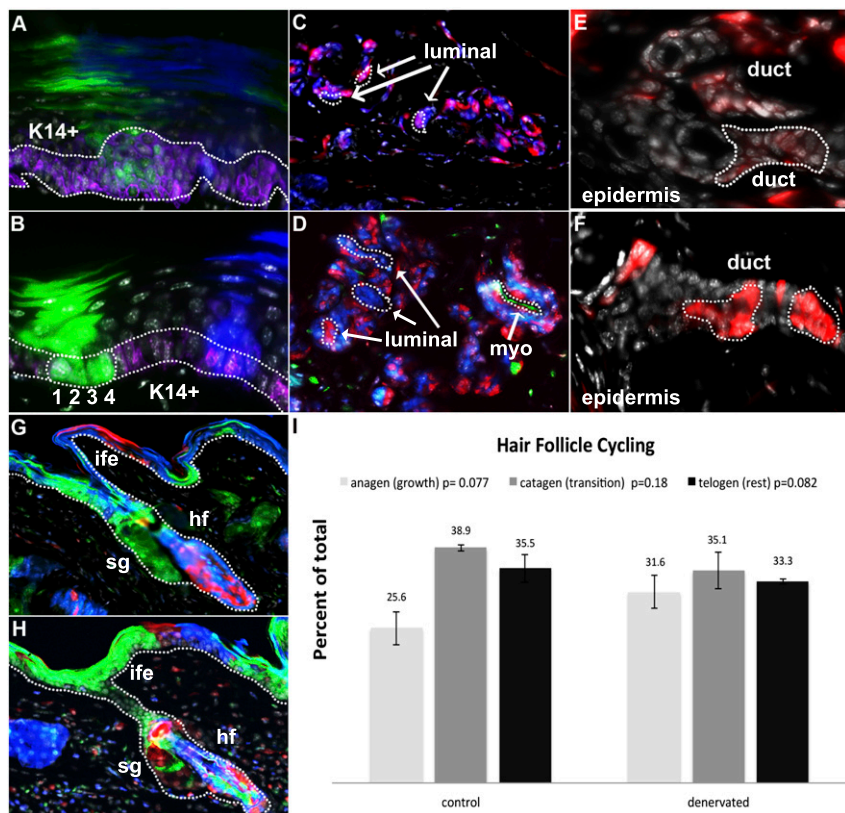 A
K14+
B
1 2 3 4
K14+
C
luminal
D
luminal
myo
E
duct
duct
epidermis
F
duct
epidermis
G
ife
hf
sg
H
ife
hf
sg
I
Hair Follicle Cycling
anagen (growth) p= 0.077
catagen (transition) p=0.18
telogen (rest) p=0.082
Percent of total
25.6
38.9
35.5
31.6
35.1
33.3
control
denervated